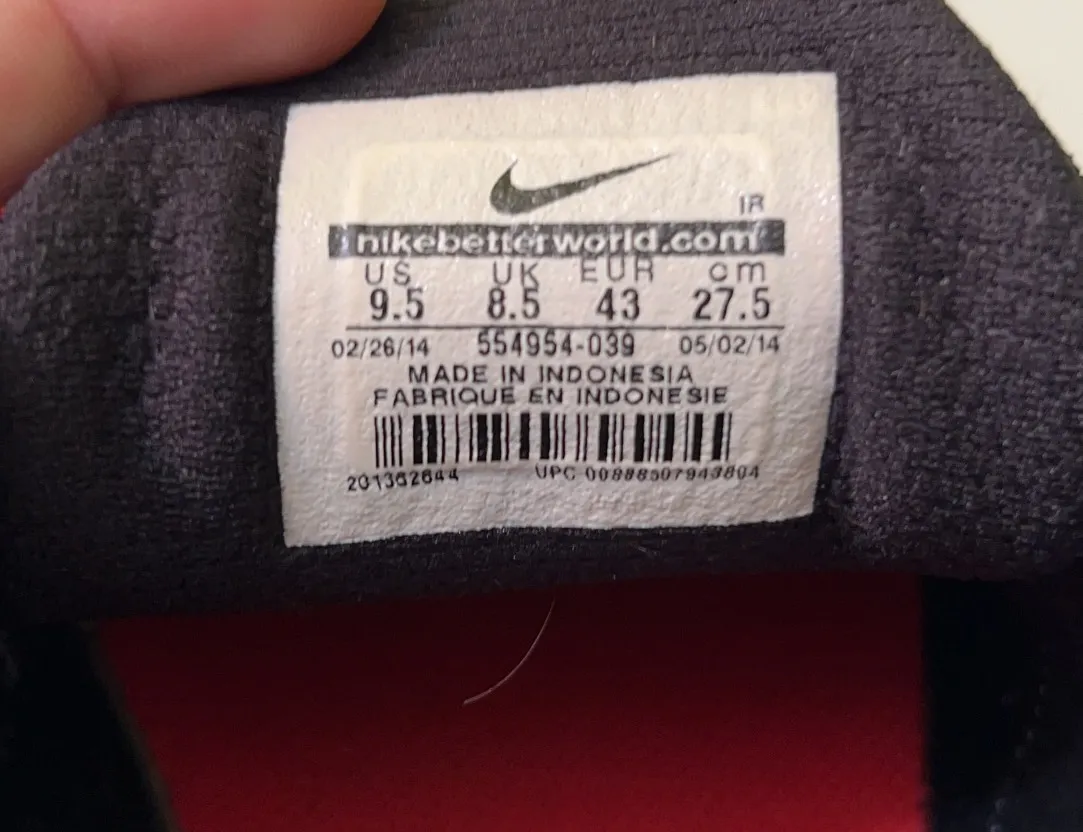 IR
nikebetterworld.com
US UK EUR cm
9.5 8.5 43 27.5
02/26/14 554954-039 05/02/14
MADE IN INDONESIA
FABRIQUE EN INDONESIE
201362644 UPC 00888507943804